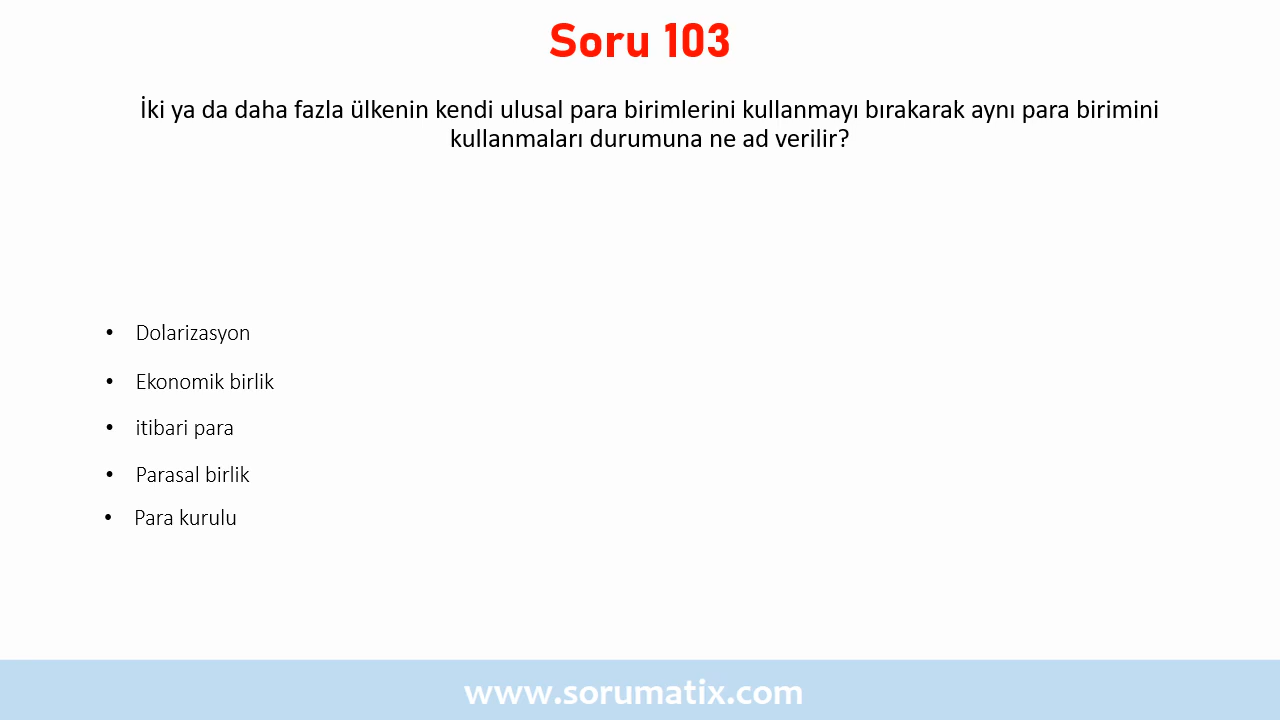 Soru 103
İki ya da daha fazla ülkenin kendi ulusal para birimlerini kullanmayı bırakarak aynı para birimini
kullanmaları durumuna ne ad verilir?
• Dolarizasyon
• Ekonomik birlik
• itibari para
• Parasal birlik
• Para kurulu
www.sorumatix.com